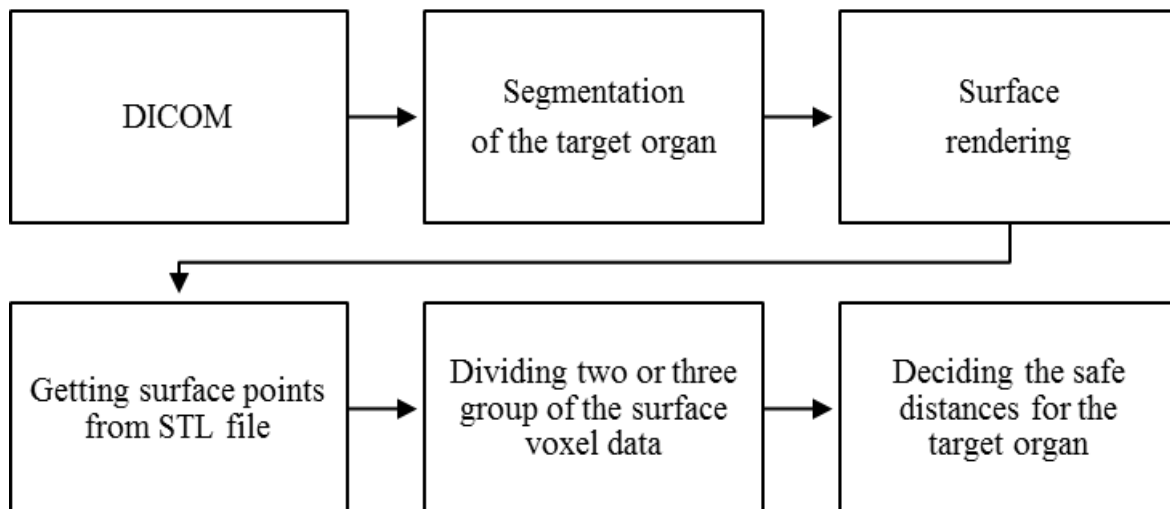 DICOM
Segmentation
of the target organ
Surface
rendering
Getting surface points
from STL file
Dividing two or three
group of the surface
voxel data
Deciding the safe
distances for the
target organ